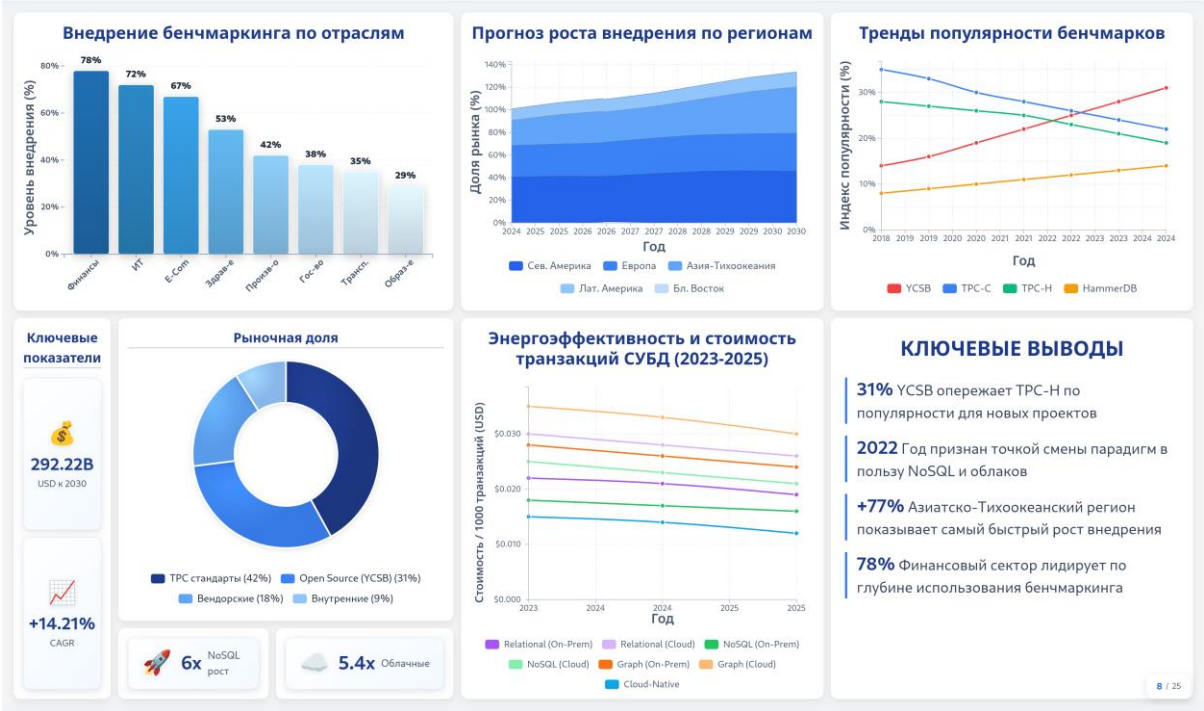 Внедрение бенчмаркинга по отраслям
Уровень внедрения (%)
80%
60%
40%
20%
0%
78%
72%
67%
53%
42%
38%
35%
29%
Финансы
ИТ
E-Com
Здрав-е
Произв-о
Гос-во
Трансп.
Образ-е
Прогноз роста внедрения по регионам
Доля рынка (%)
140%
120%
100%
80%
60%
40%
20%
0%
2024 2025 2025 2026 2026 2027 2027 2028 2028 2029 2029 2030 2030
Год
Сев. Америка Европа Азия-Тихоокеания
Лат. Америка Бл. Восток
Тренды популярности бенчмарков
Индекс популярности (%)
30%
20%
10%
0%
2018 2019 2019 2020 2020 2021 2021 2022 2022 2023 2023 2024 2024
Год
YCSB TPC-C TPC-H HammerDB
Ключевые
показатели
292.22B
USD к 2030
+14.21%
CAGR
Рыночная доля
TPC стандарты (42%) Open Source (YCSB) (31%)
Вендорские (18%) Внутренние (9%)
6x NoSQL
рост
5.4x Облачные
Энергоэффективность и стоимость
транзакций СУБД (2023-2025)
Стоимость / 1000 транзакций (USD)
$0.030
$0.020
$0.010
$0.000
2023 2024 2024 2025 2025
Год
Relational (On-Prem) Relational (Cloud) NoSQL (On-Prem)
NoSQL (Cloud) Graph (On-Prem) Graph (Cloud)
Cloud-Native
КЛЮЧЕВЫЕ ВЫВОДЫ
31% YCSB опережает TPC-H по
популярности для новых проектов
2022 Год признан точкой смены парадигм в
пользу NoSQL и облаков
+77% Азиатско-Тихоокеанский регион
показывает самый быстрый рост внедрения
78% Финансовый сектор лидирует по
глубине использования бенчмаркинга
8 / 25